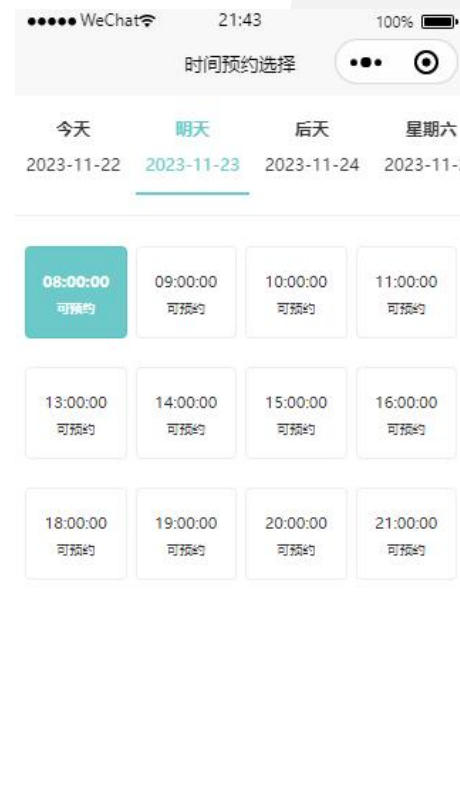 WeChat 21:43 100%
时间预约选择
今天 明天 后天 星期六
2023-11-22 2023-11-23 2023-11-24 2023-11-
08:00:00 09:00:00 10:00:00 11:00:00
可预约 可预约 可预约 可预约
13:00:00 14:00:00 15:00:00 16:00:00
可预约 可预约 可预约 可预约
18:00:00 19:00:00 20:00:00 21:00:00
可预约 可预约 可预约 可预约